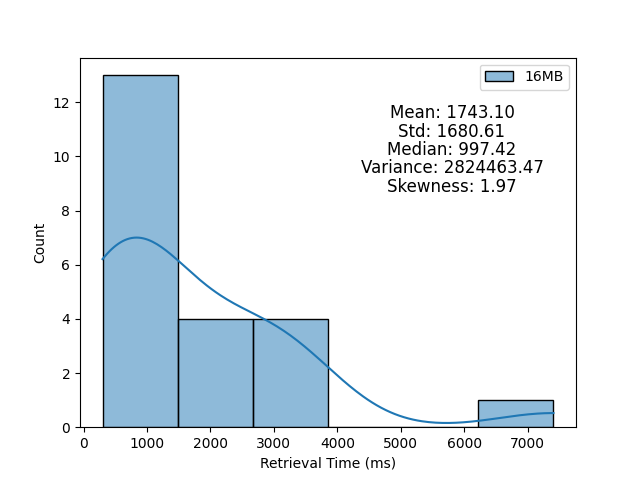 16MB
Mean: 1743.10
Std: 1680.61
Median: 997.42
Variance: 2824463.47
Skewness: 1.97
12
10
8
6
4
2
0
Count
0 1000 2000 3000 4000 5000 6000 7000
Retrieval Time (ms)